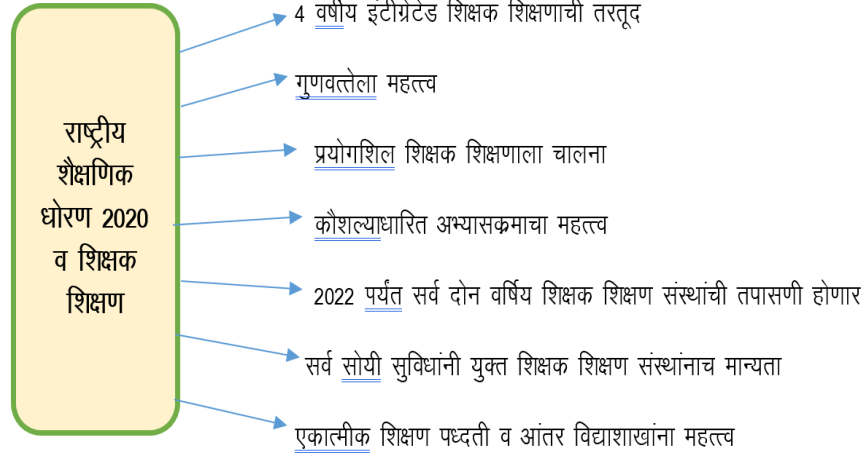 राष्ट्रीय
शैक्षणिक
धोरण 2020
व शिक्षक
शिक्षण
4 वर्षीय इंटीग्रेटेड शिक्षक शिक्षणाची तरतूद
गुणवत्तेला महत्त्व
प्रयोगशिल शिक्षक शिक्षणाला चालना
कौशल्याधारित अभ्यासक्रमाचा महत्त्व
2022 पर्यंत सर्व दोन वर्षिय शिक्षक शिक्षण संस्थांची तपासणी होणार
सर्व सोयी सुविधांनी युक्त शिक्षक शिक्षण संस्थांनाच मान्यता
एकात्मीक शिक्षण पध्दती व आंतर विद्याशाखांना महत्त्व